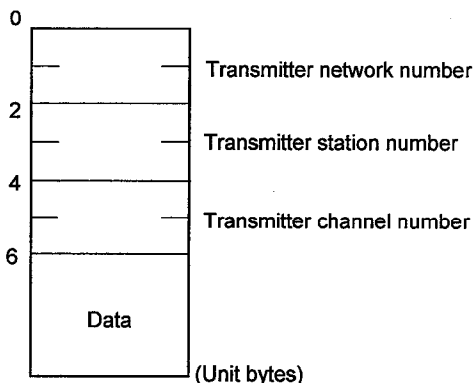 0
Transmitter network number
2
Transmitter station number
4
Transmitter channel number
6
Data
(Unit bytes)